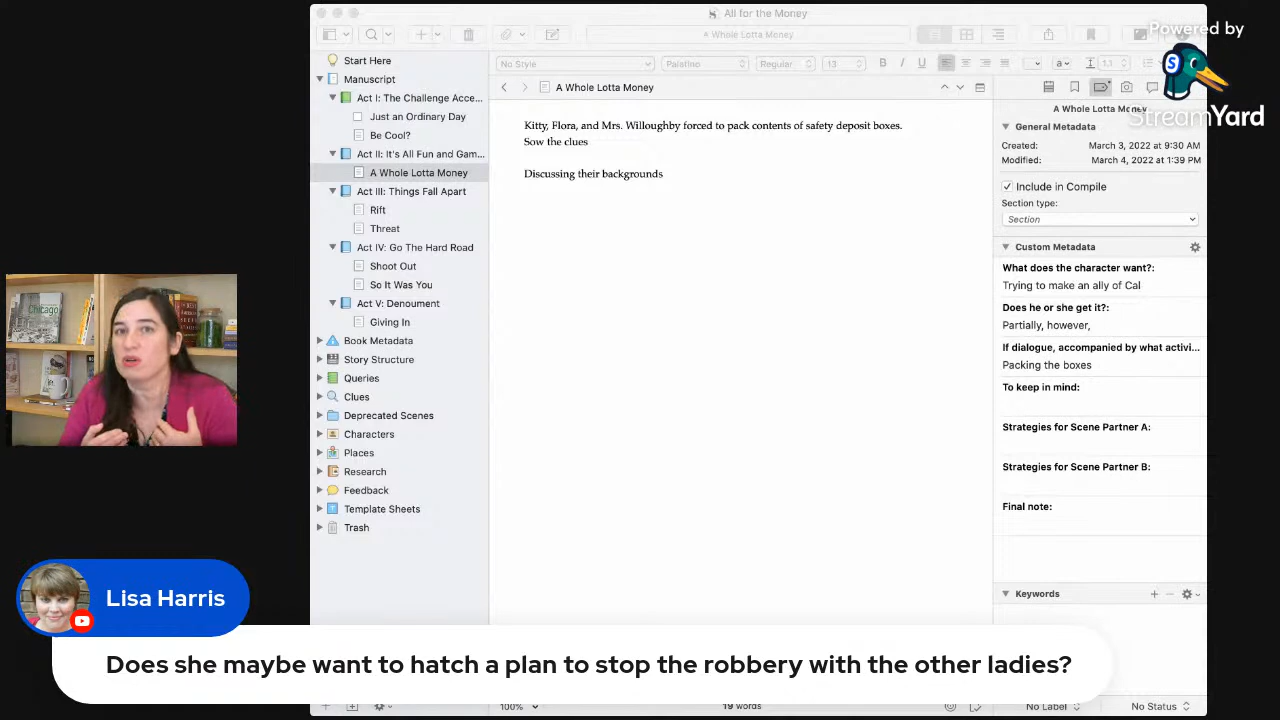 All for the Money
A Whole Lotta Money
Powered by
StreamYard
No Style
Palatino
Regular
13
B
I
U
a
1.1
Start Here
Manuscript
Act I: The Challenge Acce...
Just an Ordinary Day
Be Cool?
Act II: It's All Fun and Gam...
A Whole Lotta Money
Act III: Things Fall Apart
Rift
Threat
Act IV: Go The Hard Road
Shoot Out
So It Was You
Act V: Denoument
Giving In
Book Metadata
Story Structure
Queries
Clues
Deprecated Scenes
Characters
Places
Research
Feedback
Template Sheets
Trash
A Whole Lotta Money
Kitty, Flora, and Mrs. Willoughby forced to pack contents of safety deposit boxes.
Sow the clues
Discussing their backgrounds
A Whole Lotta Money
General Metadata
Created: March 3, 2022 at 9:30 AM
Modified: March 4, 2022 at 1:39 PM
Include in Compile
Section type:
Section
Custom Metadata
What does the character want?:
Trying to make an ally of Cal
Does he or she get it?:
Partially, however,
If dialogue, accompanied by what activi...
Packing the boxes
To keep in mind:
Strategies for Scene Partner A:
Strategies for Scene Partner B:
Final note:
Keywords
Chicago
Lisa Harris
Does she maybe want to hatch a plan to stop the robbery with the other ladies?
100%
19 words
No Label
No Status